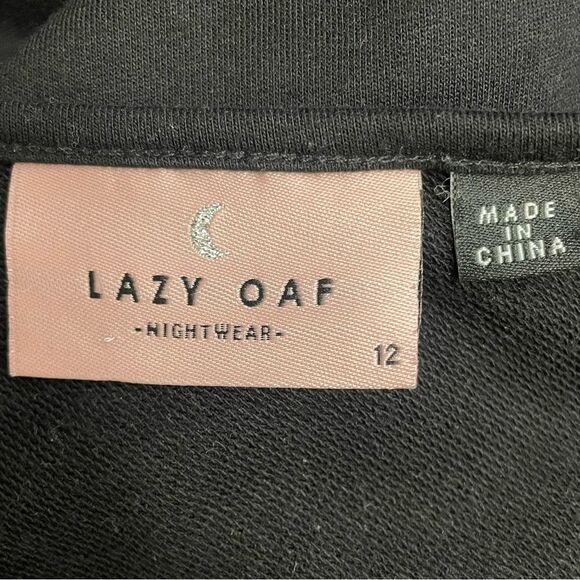 LAZY OAF
-NIGHTWEAR-
12
MADE
IN
CHINA